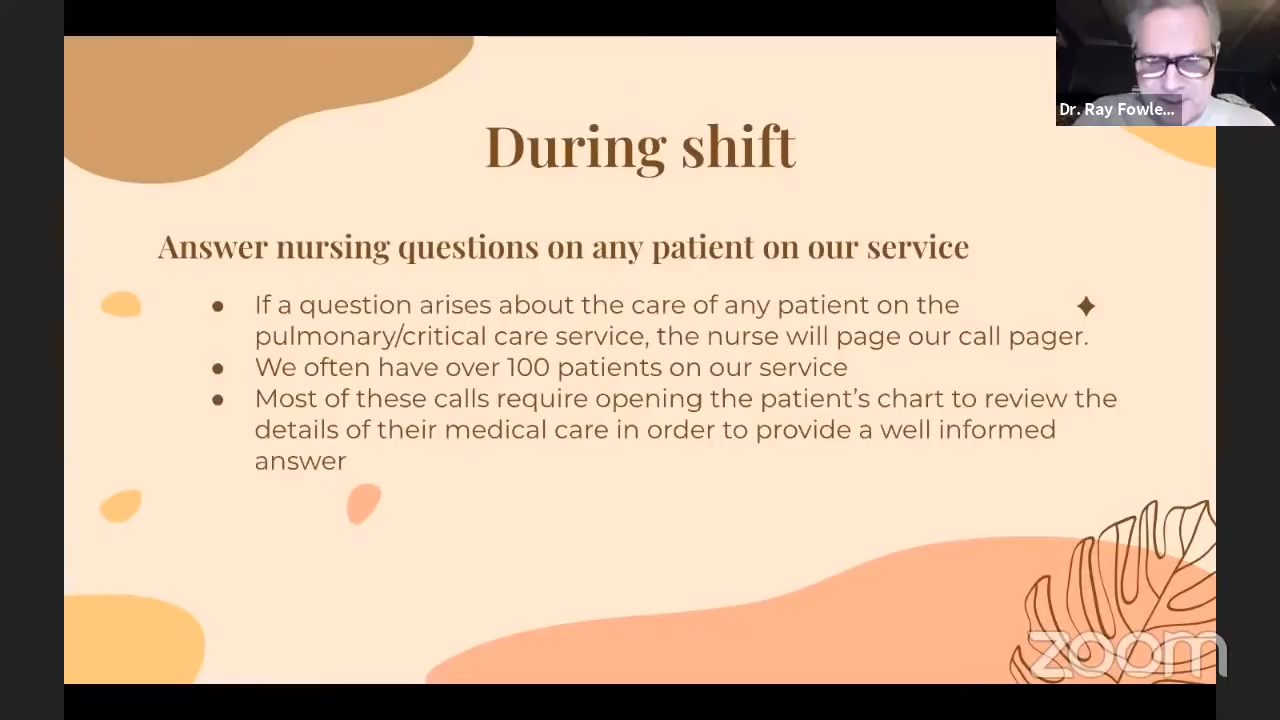 Dr. Ray Fowle...
During shift
Answer nursing questions on any patient on our service
● If a question arises about the care of any patient on the
pulmonary/critical care service, the nurse will page our call pager.
● We often have over 100 patients on our service
● Most of these calls require opening the patient's chart to review the
details of their medical care in order to provide a well informed
answer
zoom